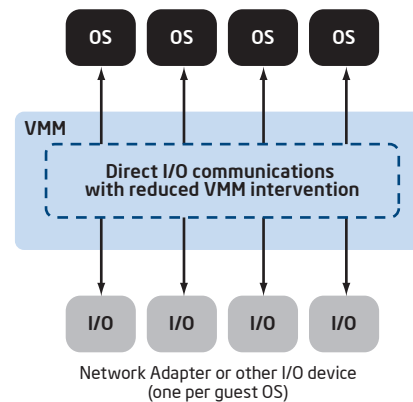 OS OS OS OS
VMM
Direct I/O communications
with reduced VMM intervention
I/O I/O I/O I/O
Network Adapter or other I/O device
(one per guest OS)